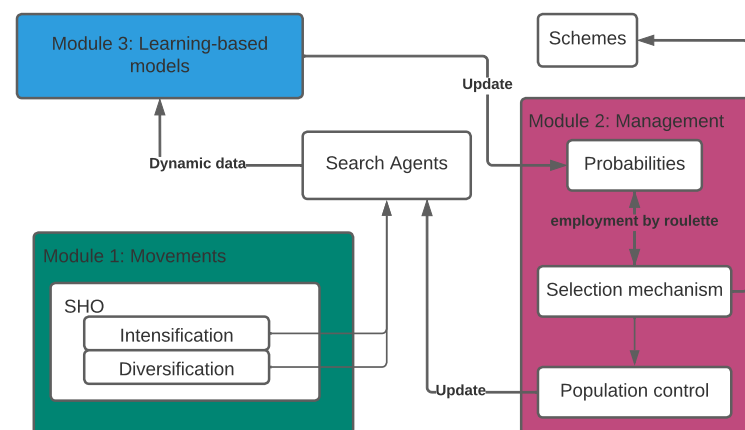 Module 3: Learning-based
models
Schemes
Update
Module 2: Management
Dynamic data
Search Agents
Probabilities
employment by roulette
Module 1: Movements
SHO
Intensification
Diversification
Selection mechanism
Update
Population control